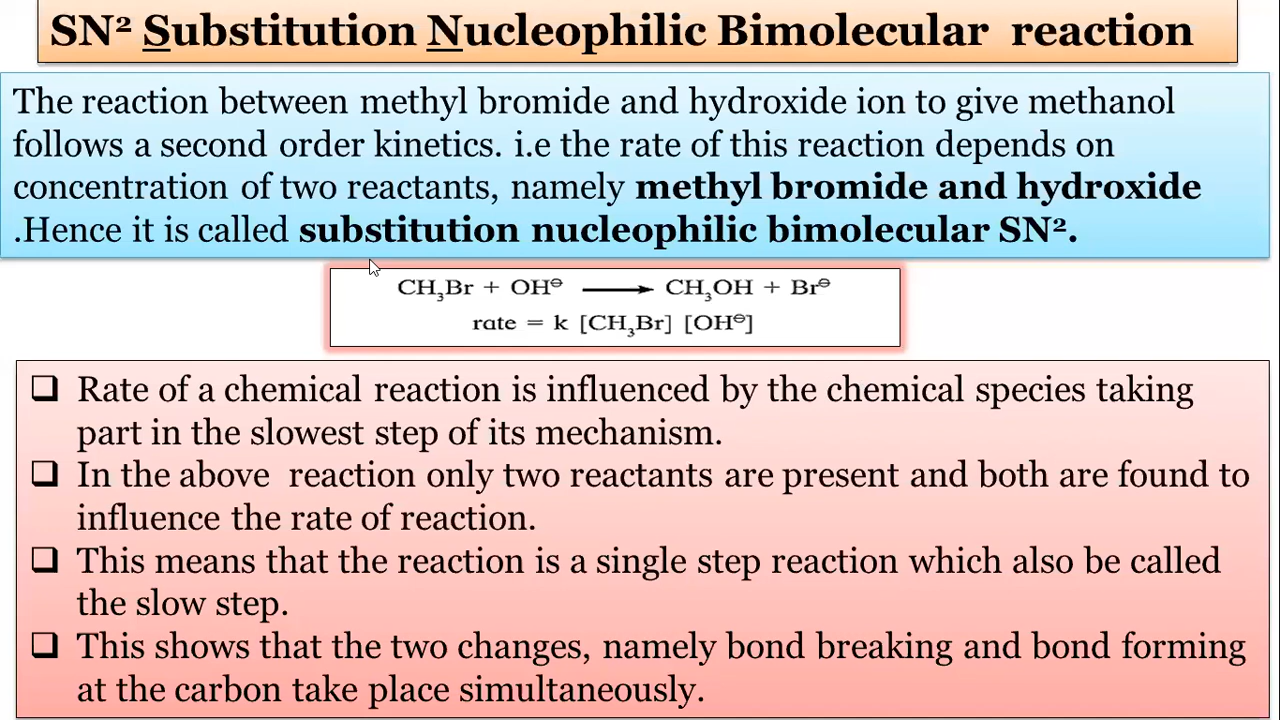 SN² Substitution Nucleophilic Bimolecular reaction
The reaction between methyl bromide and hydroxide ion to give methanol
follows a second order kinetics. i.e the rate of this reaction depends on
concentration of two reactants, namely methyl bromide and hydroxide
.Hence it is called substitution nucleophilic bimolecular SN².
CH₃Br + OH⊖ ⟶ CH₃OH + Br⊖
rate = k [CH₃Br] [OH⊖]
❑ Rate of a chemical reaction is influenced by the chemical species taking
part in the slowest step of its mechanism.
❑ In the above reaction only two reactants are present and both are found to
influence the rate of reaction.
❑ This means that the reaction is a single step reaction which also be called
the slow step.
❑ This shows that the two changes, namely bond breaking and bond forming
at the carbon take place simultaneously.